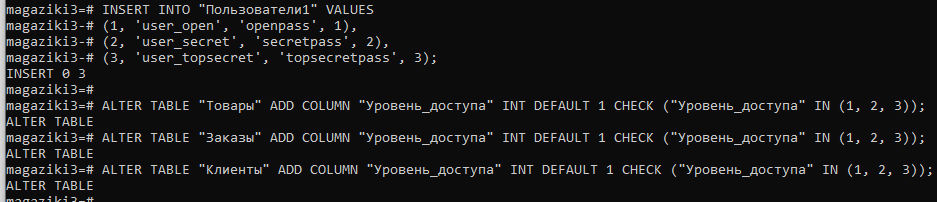 magaziki3=# INSERT INTO "Пользователи1" VALUES
magaziki3-# (1, 'user_open', 'openpass', 1),
magaziki3-# (2, 'user_secret', 'secretpass', 2),
magaziki3-# (3, 'user_topsecret', 'topsecretpass', 3);
INSERT 0 3
magaziki3=#
magaziki3=# ALTER TABLE "Товары" ADD COLUMN "Уровень_доступа" INT DEFAULT 1 CHECK ("Уровень_доступа" IN (1, 2, 3));
ALTER TABLE
magaziki3=# ALTER TABLE "Заказы" ADD COLUMN "Уровень_доступа" INT DEFAULT 1 CHECK ("Уровень_доступа" IN (1, 2, 3));
ALTER TABLE
magaziki3=# ALTER TABLE "Клиенты" ADD COLUMN "Уровень_доступа" INT DEFAULT 1 CHECK ("Уровень_доступа" IN (1, 2, 3));
ALTER TABLE
magaziki3=#